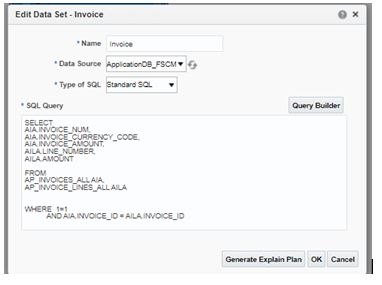 Edit Data Set - Invoice
* Name Invoice
* Data Source ApplicationDB_FSCM
* Type of SQL Standard SQL
* SQL Query Query Builder
SELECT
AIA.INVOICE_NUM,
AIA.INVOICE_CURRENCY_CODE,
AIA.INVOICE_AMOUNT,
AILA.LINE_NUMBER,
AILA.AMOUNT
FROM
AP_INVOICES_ALL AIA,
AP_INVOICE_LINES_ALL AILA
WHERE 1=1
AND AIA.INVOICE_ID = AILA.INVOICE_ID
Generate Explain Plan OK Cancel